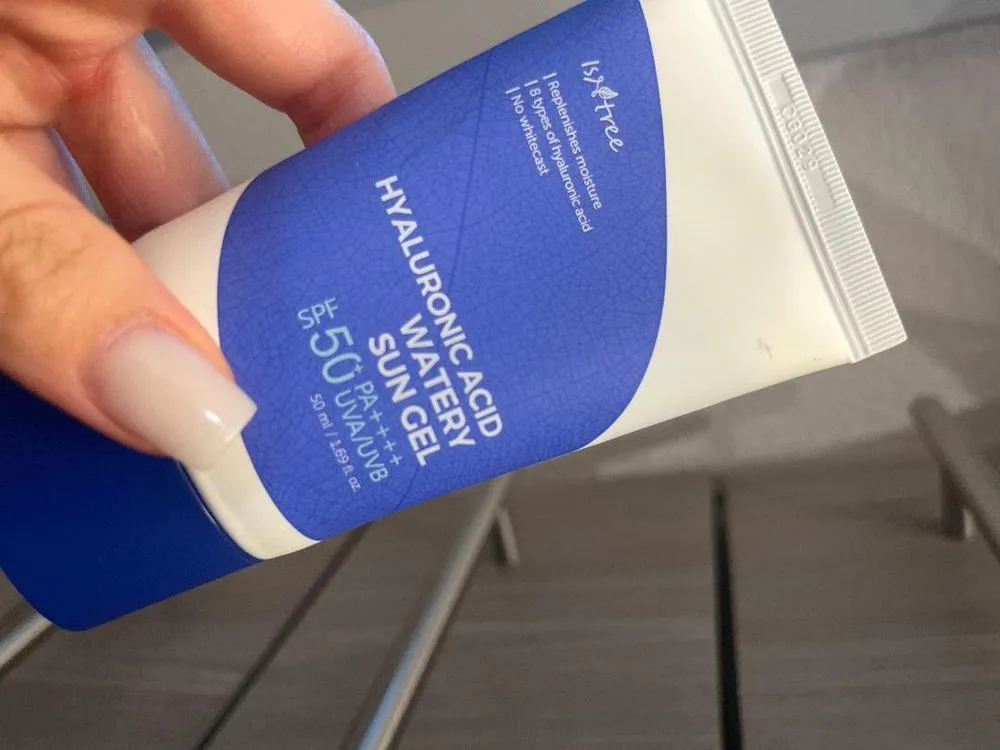 Isntree
Replenishes moisture
8 types of hyaluronic acid
No whitecast
HYALURONIC ACID
WATERY
SUN GEL
SPF
50+ PA++++
UVA/UVB
50 ml / 1.69 fl. oz.